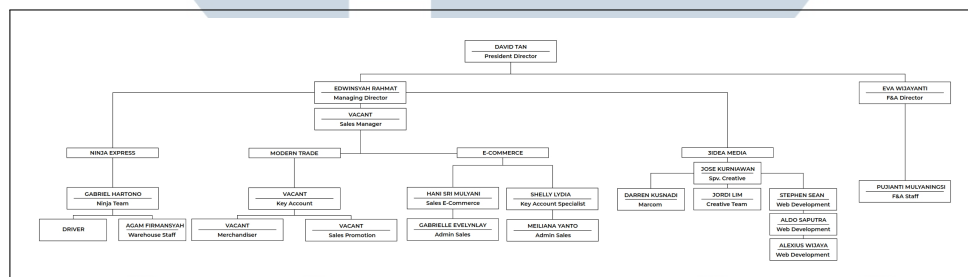 DAVID TAN
President Director
EDWINSYAH RAHMAT
Managing Director
EVA WIJAYANTI
F&A Director
VACANT
Sales Manager
NINJA EXPRESS
MODERN TRADE
E-COMMERCE
3IDEA MEDIA
JOSE KURNIAWAN
Spv. Creative
GABRIEL HARTONO
Ninja Team
VACANT
Key Account
HANI SRI MULYANI
Sales E-Commerce
SHELLY LYDIA
Key Account Specialist
DARREN KUSNADI
Marcom
JORDI LIM
Creative Team
STEPHEN SEAN
Web Development
PUJIANTI MULYANINGSI
F&A Staff
DRIVER
AGAM FIRMANSYAH
Warehouse Staff
VACANT
Merchandiser
VACANT
Sales Promotion
GABRIELLE EVELYNLAY
Admin Sales
MEILIANA YANTO
Admin Sales
ALDO SAPUTRA
Web Development
ALEXIUS WIJAYA
Web Development